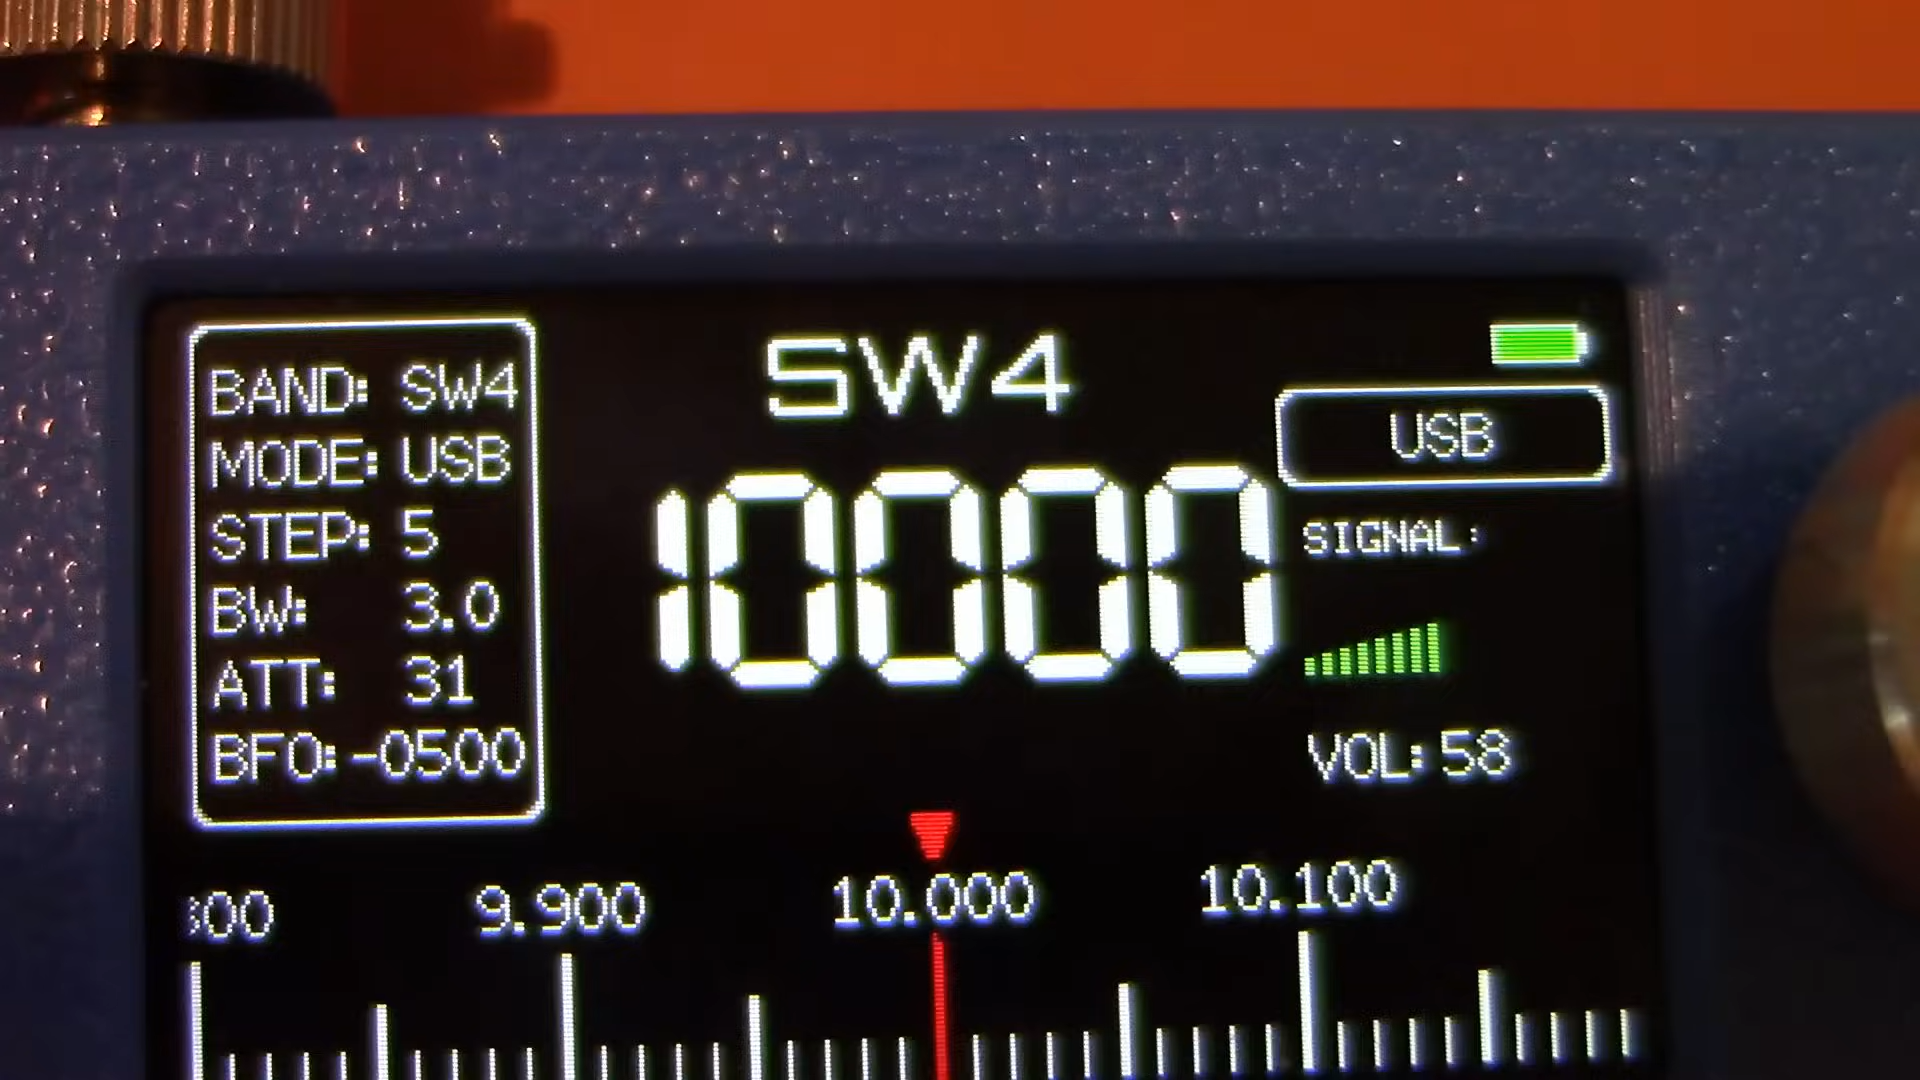 BAND: SW4
MODE: USB
STEP: 5
BW: 3.0
ATT: 31
BFO:-0500
SW4
10000
USB
SIGNAL:
VOL: 58
9.900 10.000 10.100